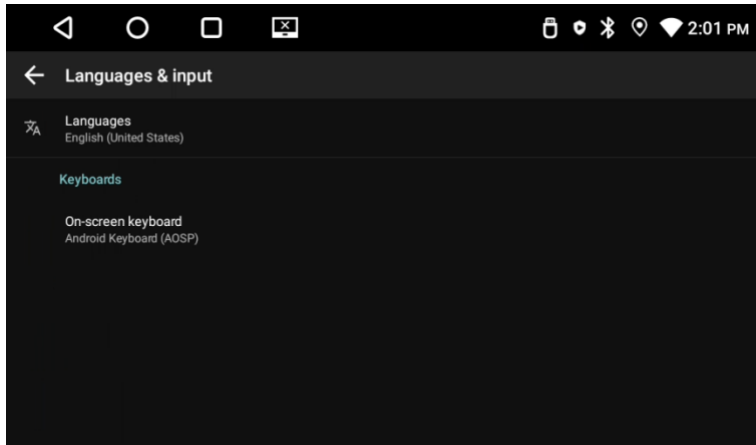 2:01 PM
Languages & input
Languages
English (United States)
Keyboards
On-screen keyboard
Android Keyboard (AOSP)